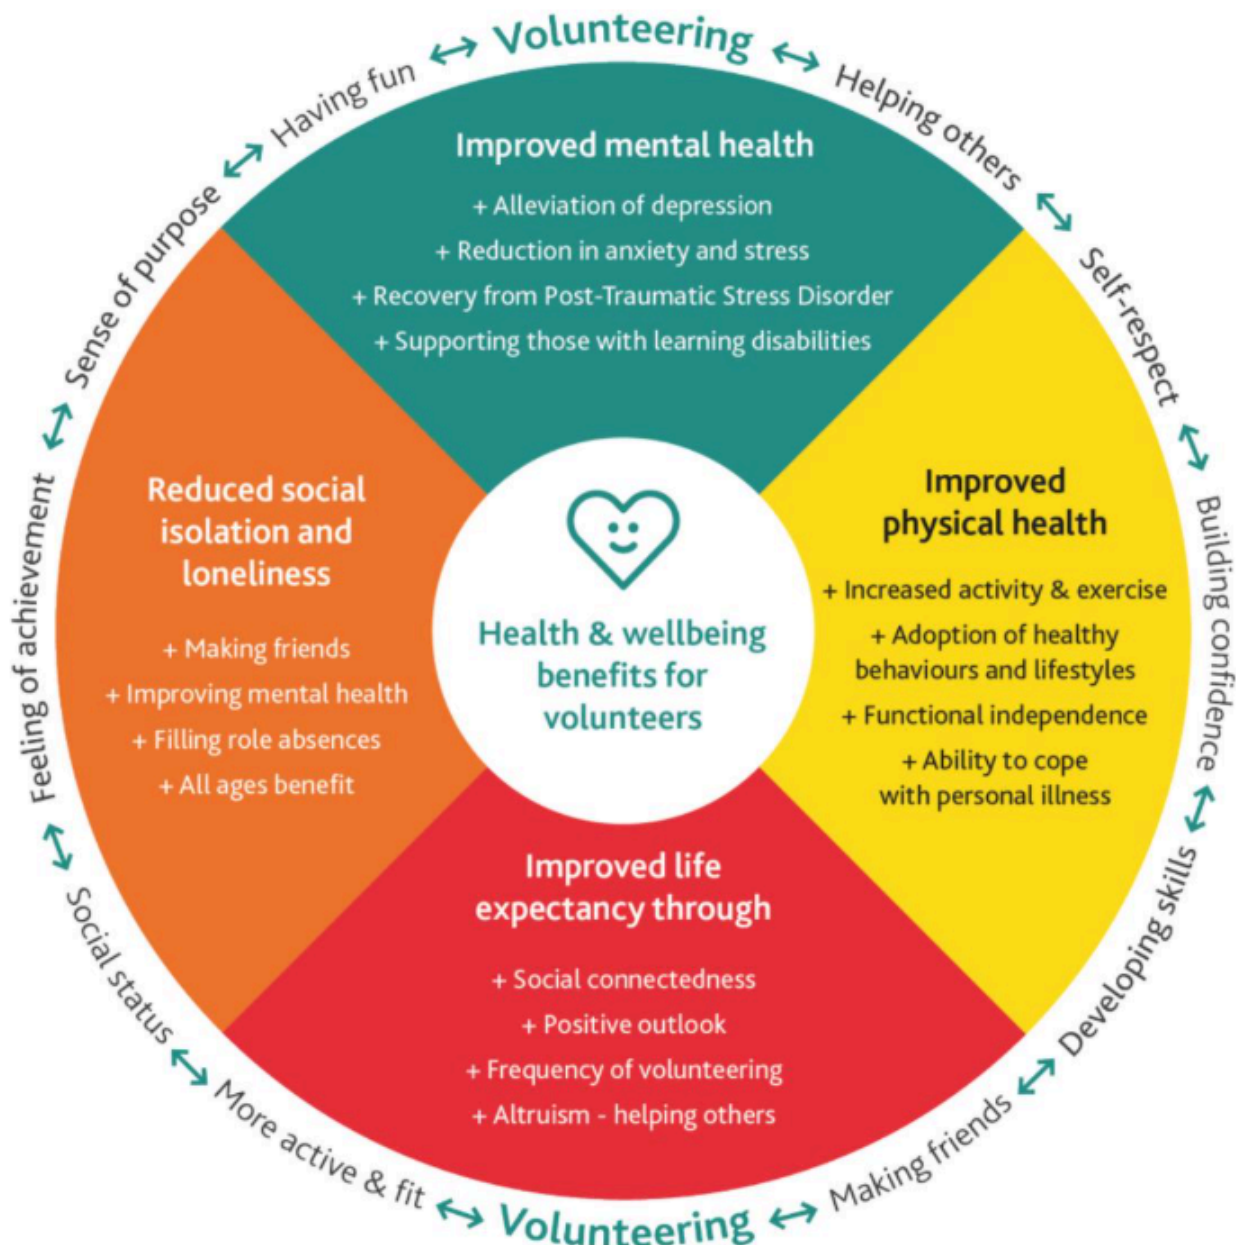 Volunteering
Helping others
Self-respect
Building confidence
Developing skills
Making friends
Volunteering
More active & fit
Social status
Feeling of achievement
Sense of purpose
Having fun
Improved mental health
+ Alleviation of depression
+ Reduction in anxiety and stress
+ Recovery from Post-Traumatic Stress Disorder
+ Supporting those with learning disabilities
Improved
physical health
+ Increased activity & exercise
+ Adoption of healthy
behaviours and lifestyles
+ Functional independence
+ Ability to cope
with personal illness
Improved life
expectancy through
+ Social connectedness
+ Positive outlook
+ Frequency of volunteering
+ Altruism - helping others
Reduced social
isolation and
loneliness
+ Making friends
+ Improving mental health
+ Filling role absences
+ All ages benefit
Health & wellbeing
benefits for
volunteers